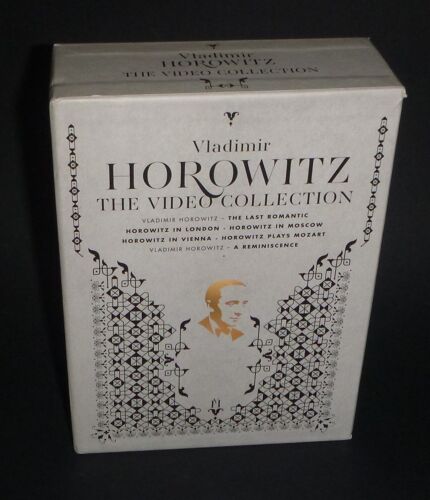 Vladimir
HOROWITZ
THE VIDEO COLLECTION
Vladimir
HOROWITZ
THE VIDEO COLLECTION
VLADIMIR HOROWITZ - THE LAST ROMANTIC
HOROWITZ IN LONDON - HOROWITZ IN MOSCOW
HOROWITZ IN VIENNA - HOROWITZ PLAYS MOZART
VLADIMIR HOROWITZ - A REMINISCENCE